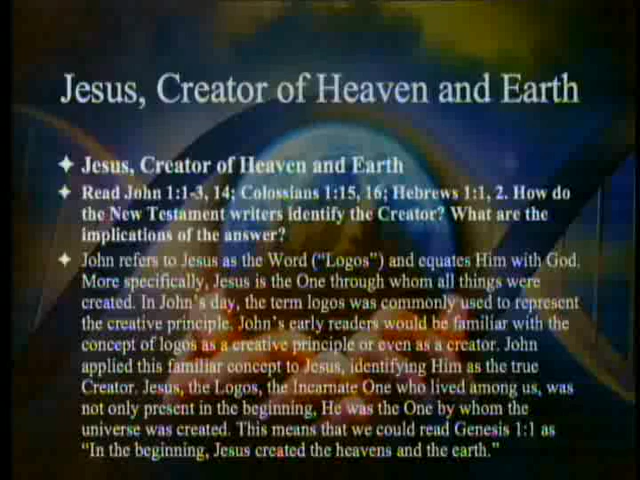 Jesus, Creator of Heaven and Earth
Jesus, Creator of Heaven and Earth
Read John 1:1-3, 14; Colossians 1:15, 16; Hebrews 1:1, 2. How do
the New Testament writers identify the Creator? What are the
implications of the answer?
John refers to Jesus as the Word (“Logos”) and equates Him with God.
More specifically, Jesus is the One through whom all things were
created. In John’s day, the term logos was commonly used to represent
the creative principle. John’s early readers would be familiar with the
concept of logos as a creative principle or even as a creator. John
applied this familiar concept to Jesus, identifying Him as the true
Creator. Jesus, the Logos, the Incarnate One who lived among us, was
not only present in the beginning, He was the One by whom the
universe was created. This means that we could read Genesis 1:1 as
“In the beginning, Jesus created the heavens and the earth.”